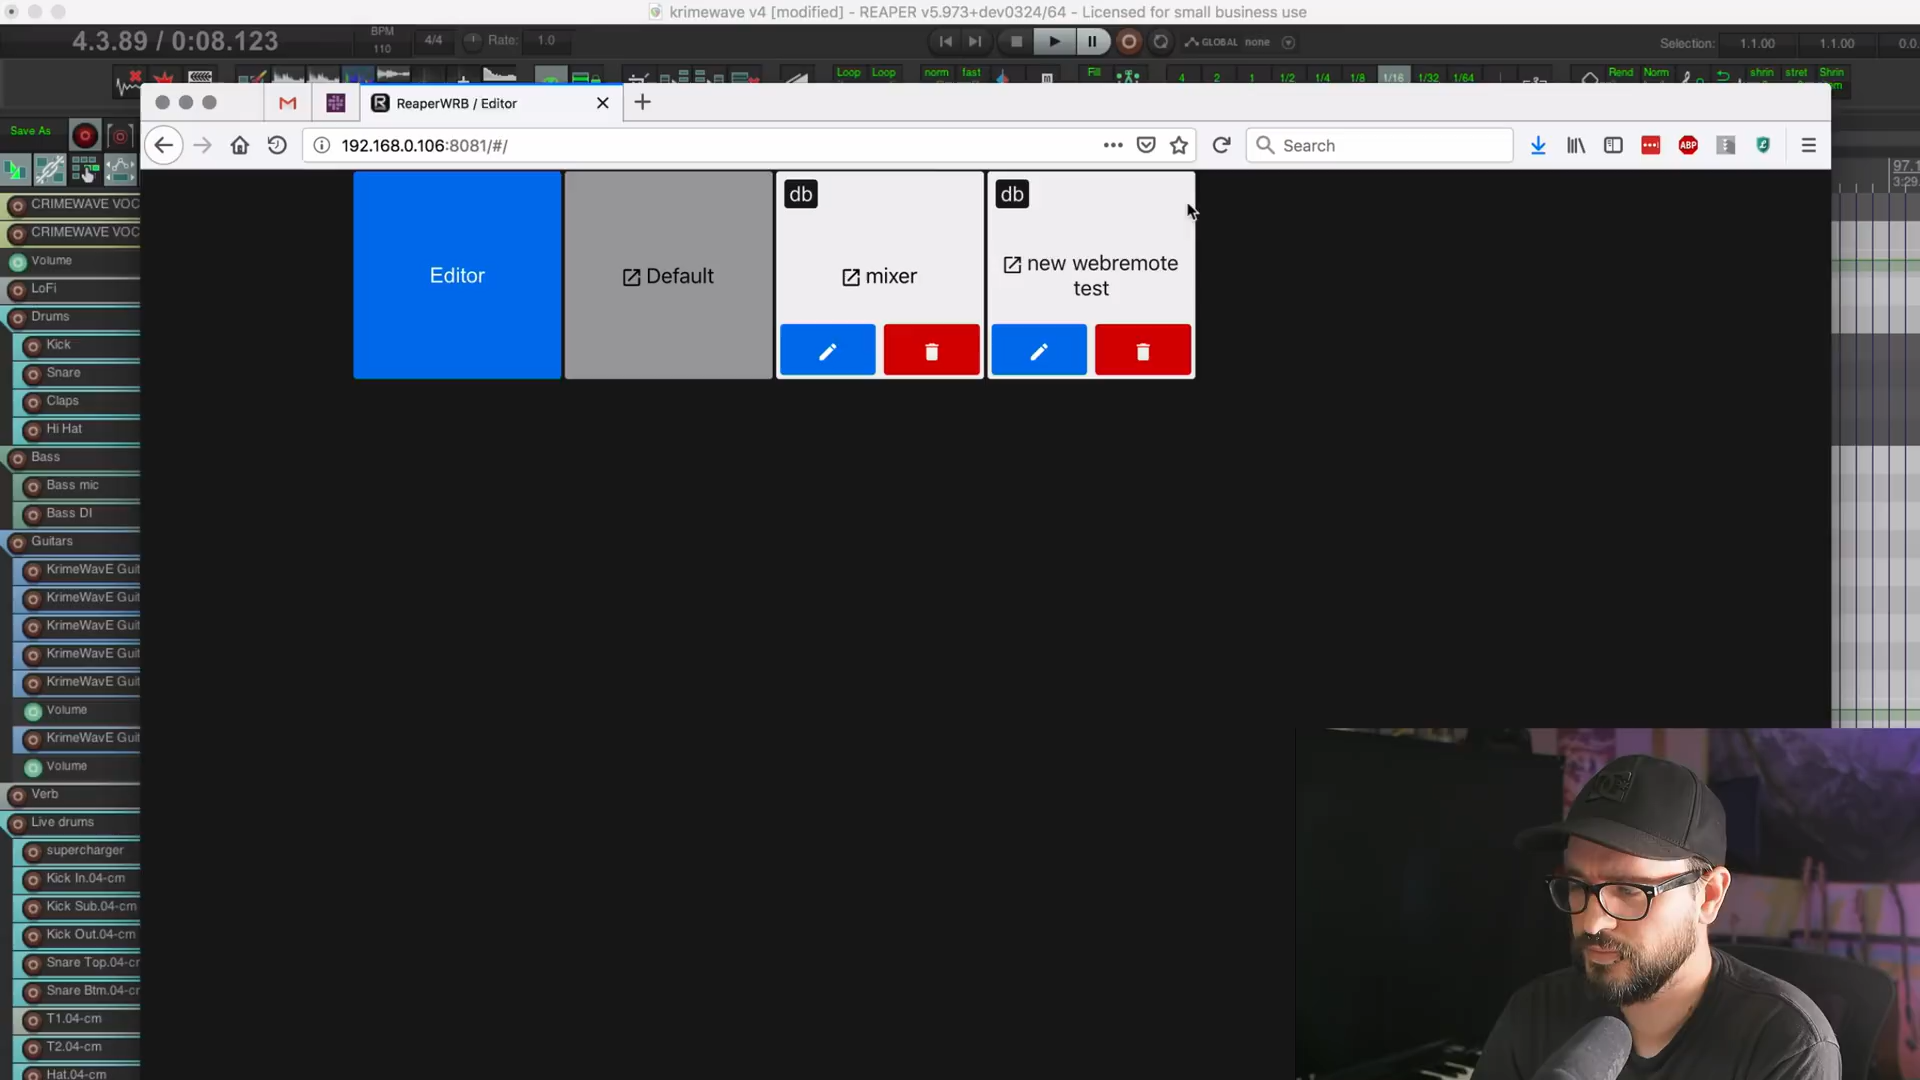 krimewave v4 [modified] - REAPER v5.973+dev0324/64 - Licensed for small business use
4.3.89 / 0:08.123
BPM
110
4/4
Rate:
1.0
GLOBAL none
Selection:
1.1.00
1.1.00
0.0.
Loop
Loop
norm
fast
Fill
4
2
1
1/2
1/4
1/8
1/16
1/32
1/64
Rend
Norm
shrin
stret
Shrin
ReaperWRB / Editor
Save As
192.168.0.106:8081/#/
Search
ABP
97.1
3:29.
Editor
Default
db
mixer
db
new webremote
test
CRIMEWAVE VOC
CRIMEWAVE VOC
Volume
LoFi
Drums
Kick
Snare
Claps
Hi Hat
Bass
Bass mic
Bass DI
Guitars
KrimeWavE Guit
KrimeWavE Guit
KrimeWavE Guit
KrimeWavE Guit
KrimeWavE Guit
Volume
KrimeWavE Guit
Volume
Verb
Live drums
supercharger
Kick In.04-cm
Kick Sub.04-cm
Kick Out.04-cm
Snare Top.04-cr
Snare Btm.04-cr
T1.04-cm
T2.04-cm
Hat.04-cm